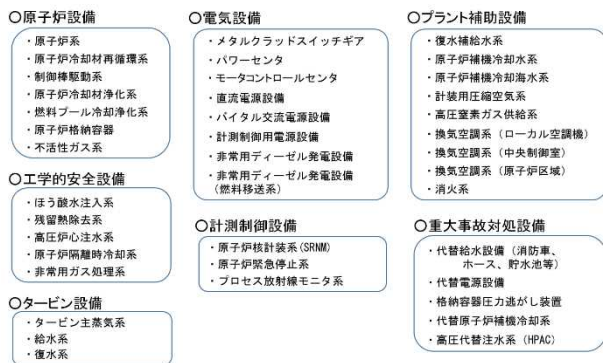 ○原子炉設備
・原子炉系
・原子炉冷却材再循環系
・制御棒駆動系
・原子炉冷却材浄化系
・燃料プール冷却浄化系
・原子炉格納容器
・不活性ガス系
○工学的安全設備
・ほう酸水注入系
・残留熱除去系
・高圧炉心注水系
・原子炉隔離時冷却系
・非常用ガス処理系
○タービン設備
・タービン主蒸気系
・給水系
・復水系
○電気設備
・メタルクラッドスイッチギア
・パワーセンタ
・モータコントロールセンタ
・直流電源設備
・バイタル交流電源設備
・計測制御用電源設備
・非常用ディーゼル発電設備
・非常用ディーゼル発電設備
(燃料移送系)
○計測制御設備
・原子炉核計装系(SRNM)
・原子炉緊急停止系
・プロセス放射線モニタ系
○プラント補助設備
・復水補給水系
・原子炉補機冷却水系
・原子炉補機冷却海水系
・計装用圧縮空気系
・高圧窒素ガス供給系
・換気空調系(ローカル空調機)
・換気空調系(中央制御室)
・換気空調系(原子炉区域)
・消火系
○重大事故対処設備
・代替給水設備(消防車、
ホース、貯水池等)
・代替電源設備
・格納容器圧力逃がし装置
・代替原子炉補機冷却系
・高圧代替注水系(HPAC)